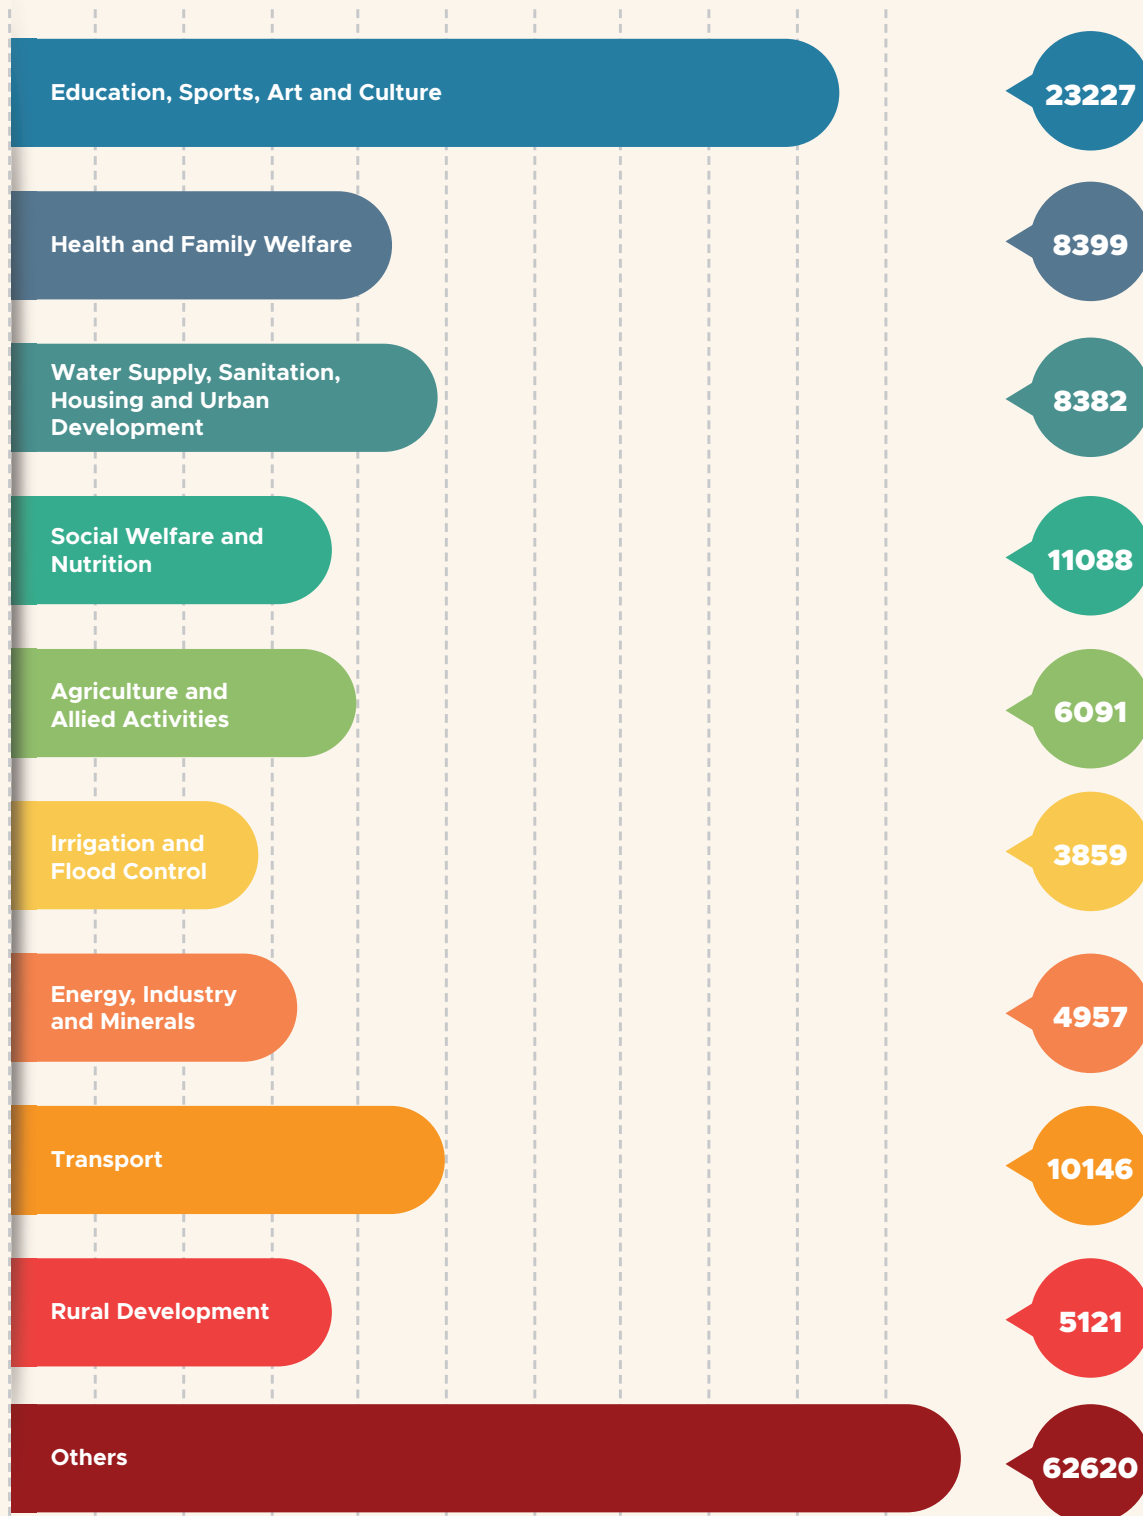 Education, Sports, Art and Culture
23227
Health and Family Welfare
8399
Water Supply, Sanitation,
Housing and Urban
Development
8382
Social Welfare and
Nutrition
11088
Agriculture and
Allied Activities
6091
Irrigation and
Flood Control
3859
Energy, Industry
and Minerals
4957
Transport
10146
Rural Development
5121
Others
62620